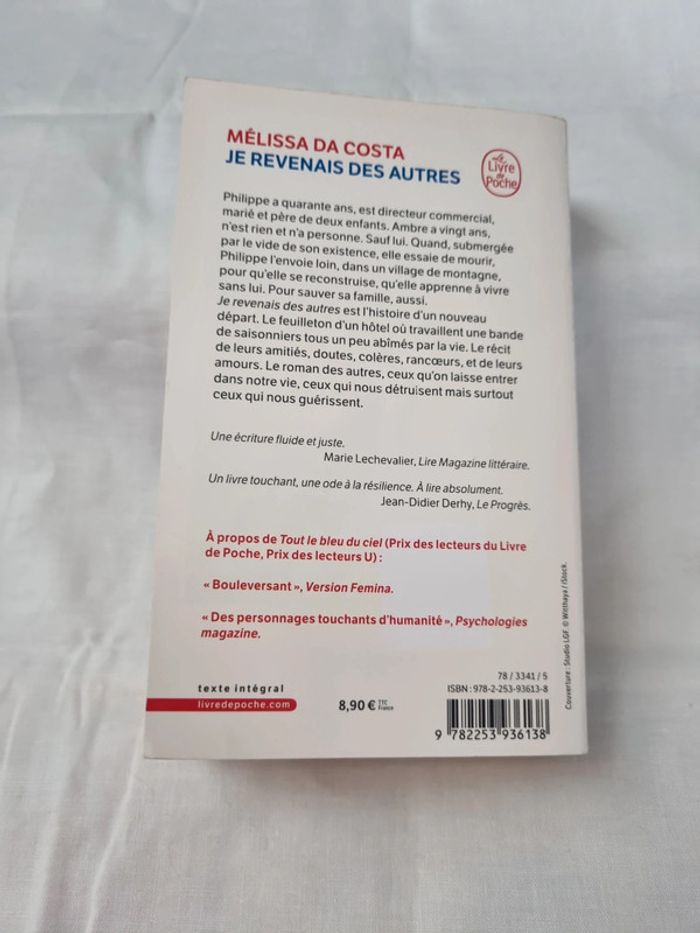 MÉLISSA DA COSTA
JE REVENAIS DES AUTRES
Le
Livre
de
Poche
Philippe a quarante ans, est directeur commercial,
marié et père de deux enfants. Ambre a vingt ans,
n'est rien et n'a personne. Sauf lui. Quand, submergée
par le vide de son existence, elle essaie de mourir,
Philippe l'envoie loin, dans un village de montagne,
pour qu'elle se reconstruise, qu'elle apprenne à vivre
sans lui. Pour sauver sa famille, aussi.
Je revenais des autres est l'histoire d'un nouveau
départ. Le feuilleton d'un hôtel où travaillent une bande
de saisonniers tous un peu abîmés par la vie. Le récit
de leurs amitiés, doutes, colères, rancœurs, et de leurs
amours. Le roman des autres, ceux qu'on laisse entrer
dans notre vie, ceux qui nous détruisent mais surtout
ceux qui nous guérissent.
Une écriture fluide et juste.
Marie Lechevalier, Lire Magazine littéraire.
Un livre touchant, une ode à la résilience. À lire absolument.
Jean-Didier Derhy, Le Progrès.
À propos de Tout le bleu du ciel (Prix des lecteurs du Livre
de Poche, Prix des lecteurs U) :
« Bouleversant », Version Femina.
« Des personnages touchants d'humanité », Psychologies
magazine.
Couverture : Studio LGF © Witthaya / iStock.
texte intégral
livredepoche.com
8,90 € TTC
France
78 / 3341 / 5
ISBN : 978-2-253-93613-8
9 782253 936138